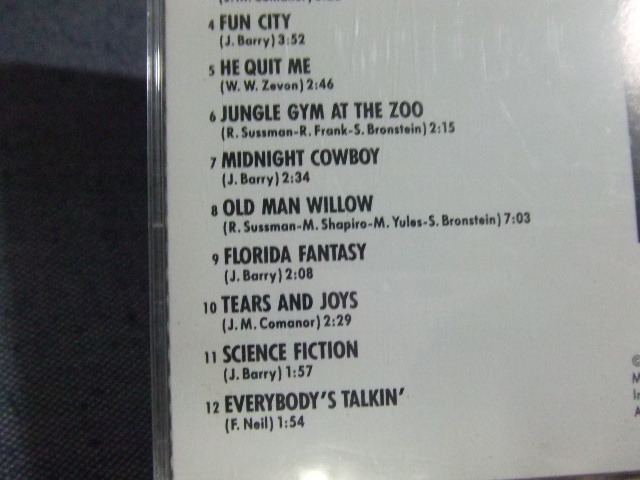 4 FUN CITY
(J. Barry) 3:52
5 HE QUIT ME
(W. W. Zevon) 2:46
6 JUNGLE GYM AT THE ZOO
(R. Sussman-R. Frank-S. Bronstein) 2:15
7 MIDNIGHT COWBOY
(J. Barry) 2:34
8 OLD MAN WILLOW
(R. Sussman-M. Shapiro-M. Yules-S. Bronstein) 7:03
9 FLORIDA FANTASY
(J. Barry) 2:08
10 TEARS AND JOYS
(J. M. Comanor) 2:29
11 SCIENCE FICTION
(J. Barry) 1:57
12 EVERYBODY'S TALKIN'
(F. Neil) 1:54
©